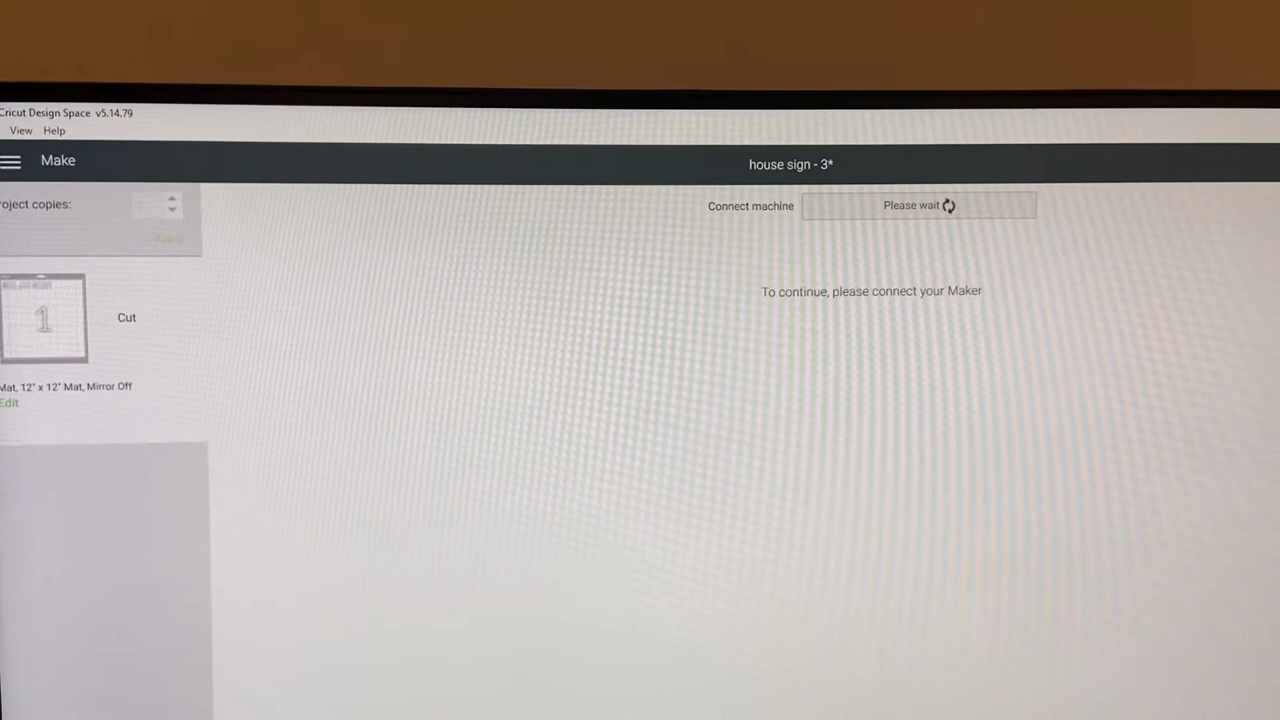 Cricut Design Space v5.14.79
View Help
Make
house sign - 3*
roject copies:
Connect machine
Please wait
To continue, please connect your Maker
1
Cut
Mat, 12" x 12" Mat, Mirror Off
Edit